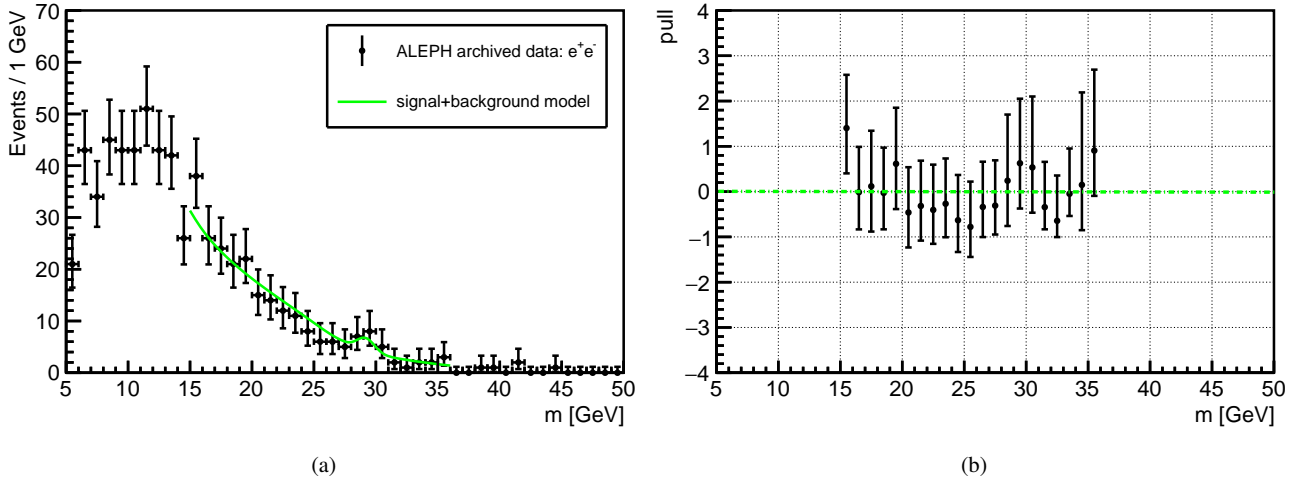 Events / 1 GeV
70
60
50
40
30
20
10
0
ALEPH archived data: e⁺e⁻
signal+background model
5 10 15 20 25 30 35 40 45 50
m [GeV]
(a)
pull
4
3
2
1
0
−1
−2
−3
−4
5 10 15 20 25 30 35 40 45 50
m [GeV]
(b)